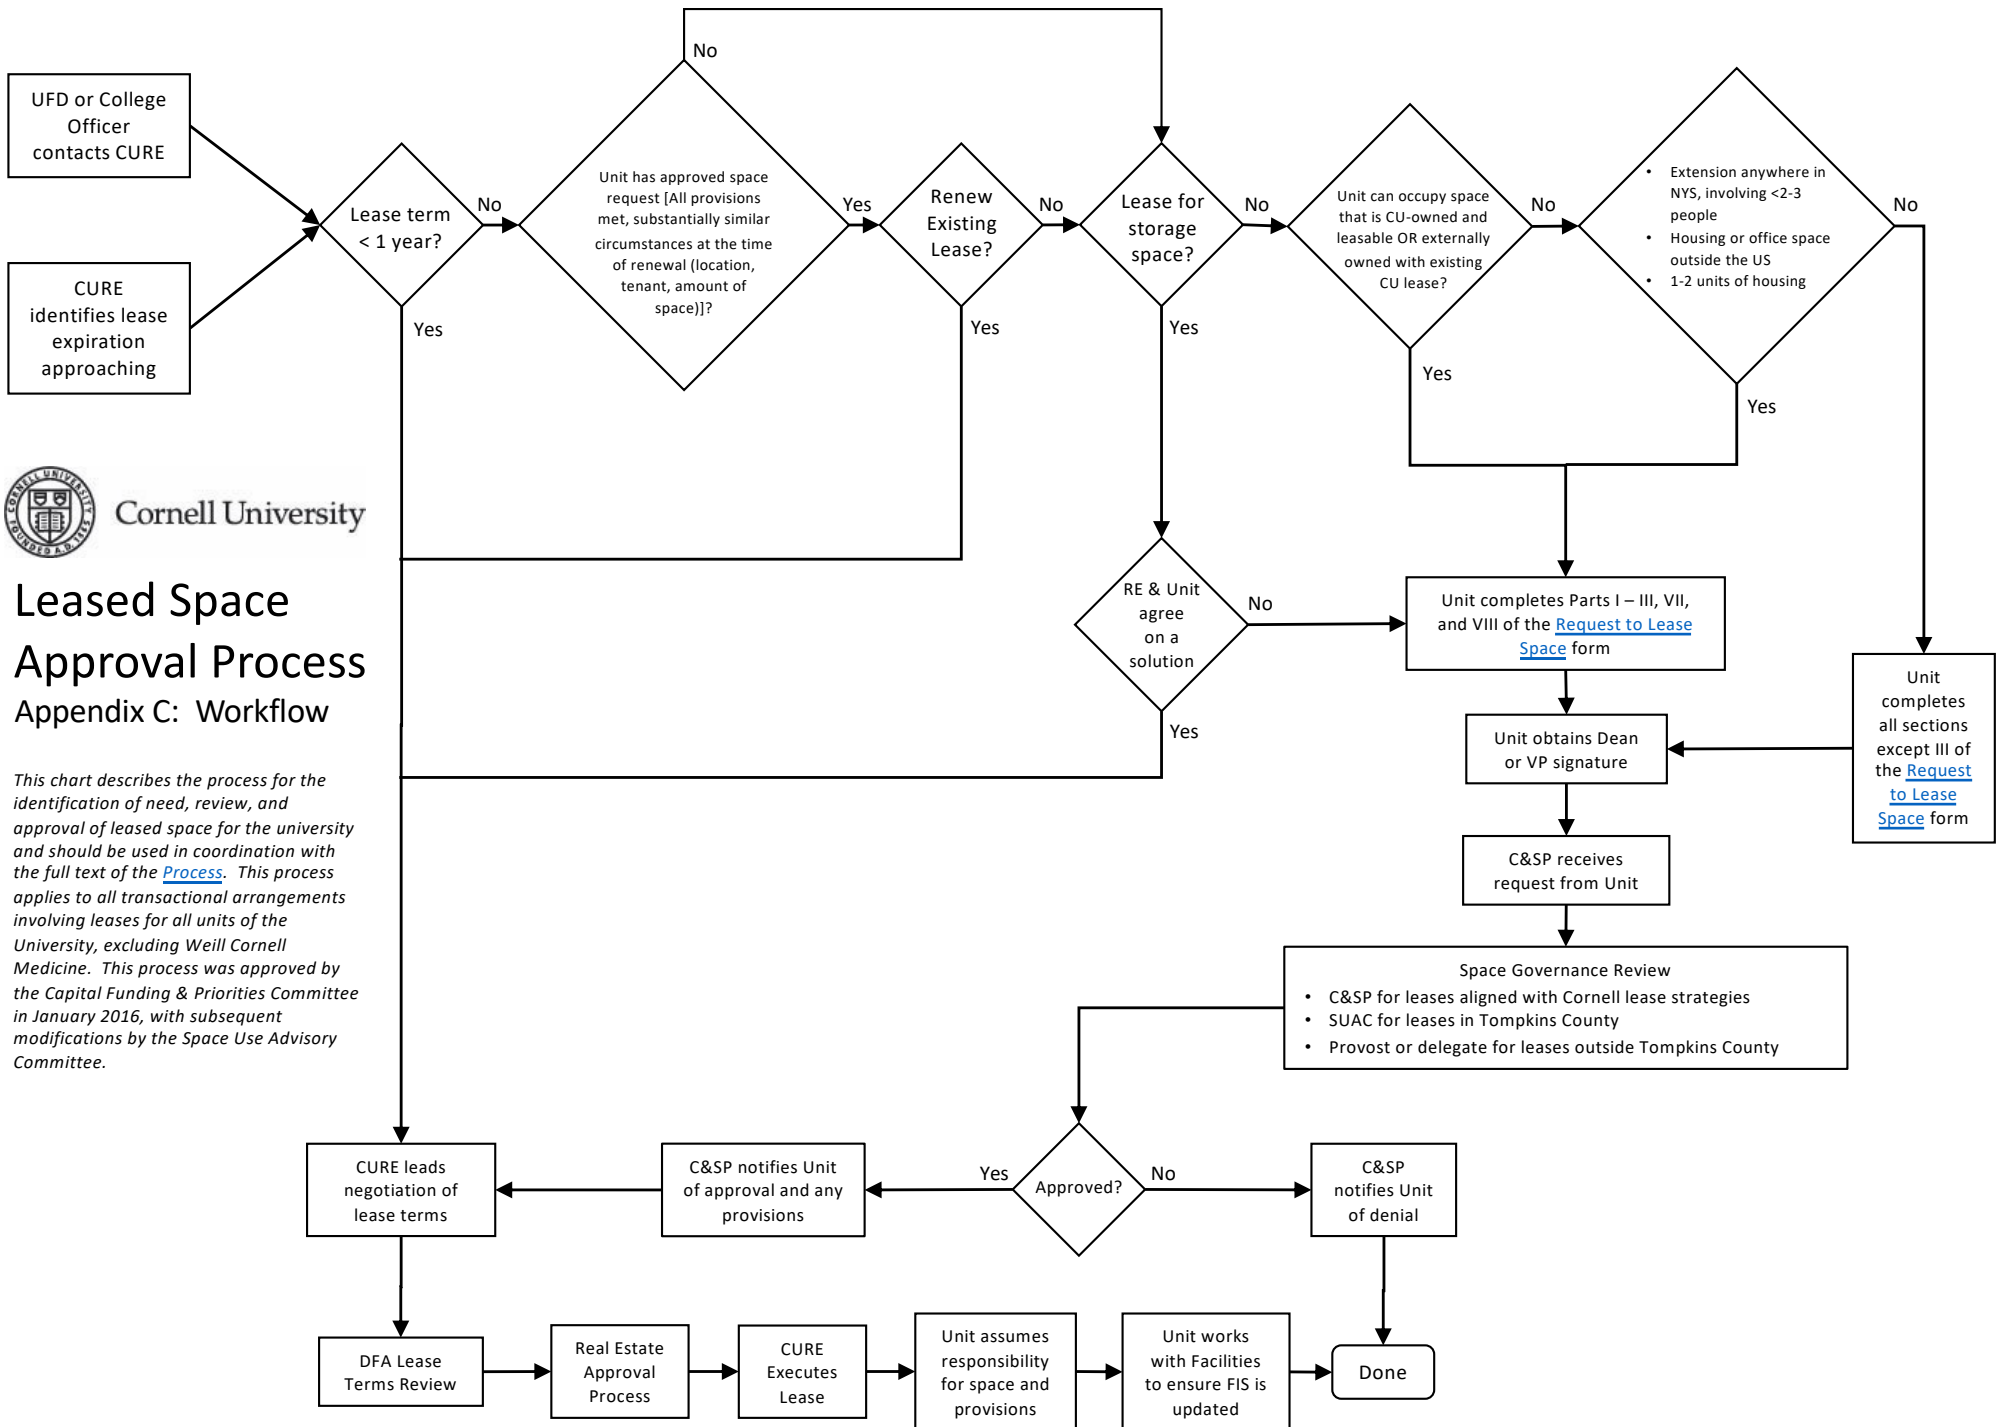 UFD or College
Officer
contacts CURE
CURE
identifies lease
expiration
approaching
Lease term
< 1 year?
No
Yes
No
Unit has approved space
request [All provisions
met, substantially similar
circumstances at the time
of renewal (location,
tenant, amount of
space)]?
Yes
Renew
Existing
Lease?
No
Yes
Lease for
storage
space?
No
Yes
Unit can occupy space
that is CU-owned and
leasable OR externally
owned with existing
CU lease?
No
Yes
• Extension anywhere in
NYS, involving <2-3
people
• Housing or office space
outside the US
• 1-2 units of housing
No
Yes
CORNELL UNIVERSITY
FOUNDED A.D. 1865
Cornell University
Leased Space
Approval Process
Appendix C: Workflow
This chart describes the process for the
identification of need, review, and
approval of leased space for the university
and should be used in coordination with
the full text of the Process. This process
applies to all transactional arrangements
involving leases for all units of the
University, excluding Weill Cornell
Medicine. This process was approved by
the Capital Funding & Priorities Committee
in January 2016, with subsequent
modifications by the Space Use Advisory
Committee.
RE & Unit
agree
on a
solution
No
Yes
Unit completes Parts I – III, VII,
and VIII of the Request to Lease
Space form
Unit
completes
all sections
except III of
the Request
to Lease
Space form
Unit obtains Dean
or VP signature
C&SP receives
request from Unit
Space Governance Review
• C&SP for leases aligned with Cornell lease strategies
• SUAC for leases in Tompkins County
• Provost or delegate for leases outside Tompkins County
Approved?
Yes
No
C&SP notifies Unit
of approval and any
provisions
C&SP
notifies Unit
of denial
CURE leads
negotiation of
lease terms
DFA Lease
Terms Review
Real Estate
Approval
Process
CURE
Executes
Lease
Unit assumes
responsibility
for space and
provisions
Unit works
with Facilities
to ensure FIS is
updated
Done